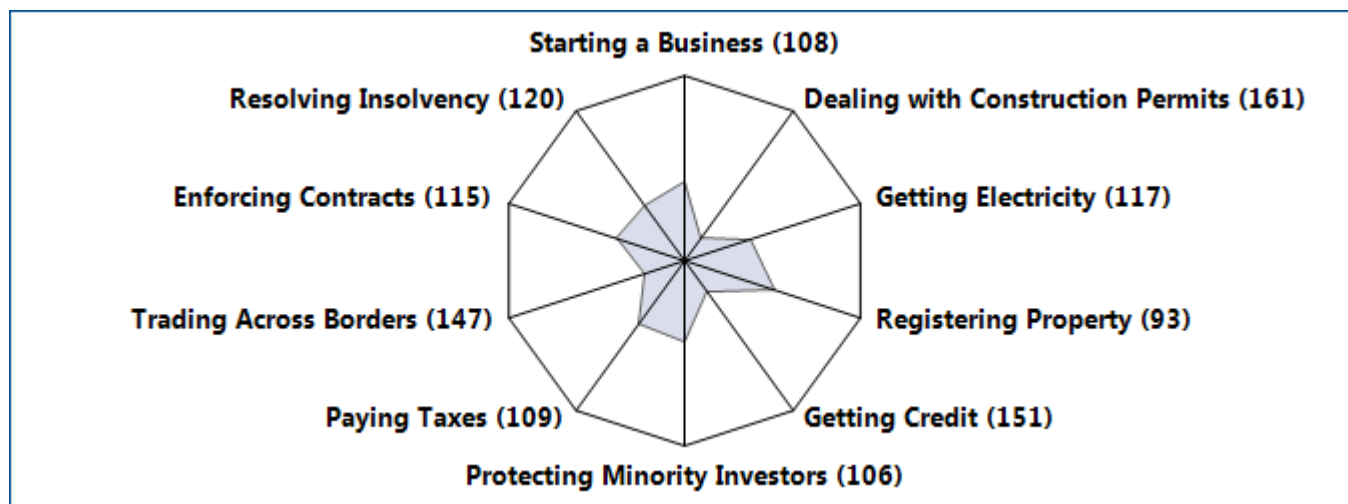 Starting a Business (108)
Resolving Insolvency (120)
Dealing with Construction Permits (161)
Enforcing Contracts (115)
Getting Electricity (117)
Trading Across Borders (147)
Registering Property (93)
Paying Taxes (109)
Getting Credit (151)
Protecting Minority Investors (106)